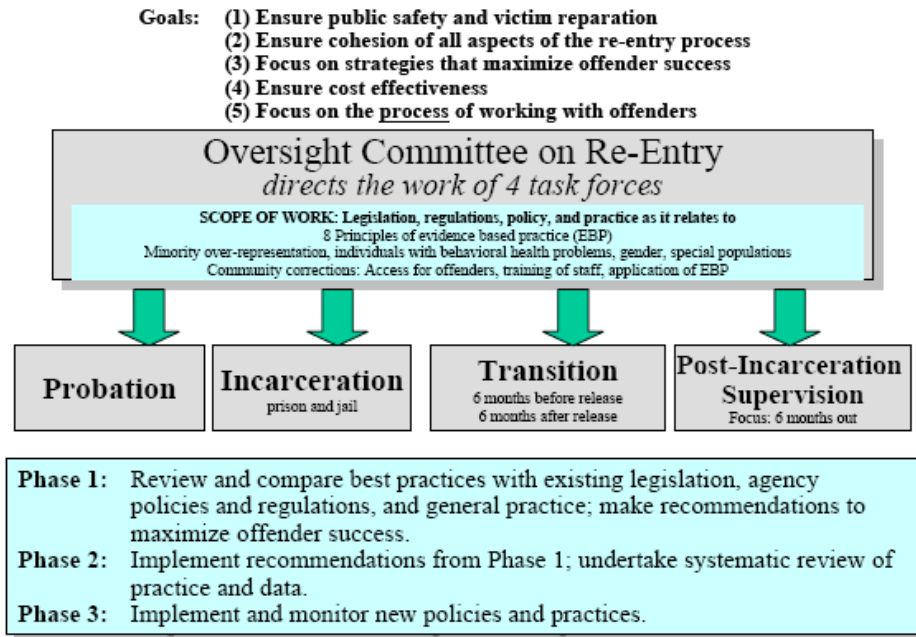 Goals: (1) Ensure public safety and victim reparation
(2) Ensure cohesion of all aspects of the re-entry process
(3) Focus on strategies that maximize offender success
(4) Ensure cost effectiveness
(5) Focus on the process of working with offenders
Oversight Committee on Re-Entry
directs the work of 4 task forces
SCOPE OF WORK: Legislation, regulations, policy, and practice as it relates to
8 Principles of evidence based practice (EBP)
Minority over-representation, individuals with behavioral health problems, gender, special populations
Community corrections: Access for offenders, training of staff, application of EBP
Probation
Incarceration
prison and jail
Transition
6 months before release
6 months after release
Post-Incarceration
Supervision
Focus: 6 months out
Phase 1: Review and compare best practices with existing legislation, agency
policies and regulations, and general practice; make recommendations to
maximize offender success.
Phase 2: Implement recommendations from Phase 1; undertake systematic review of
practice and data.
Phase 3: Implement and monitor new policies and practices.